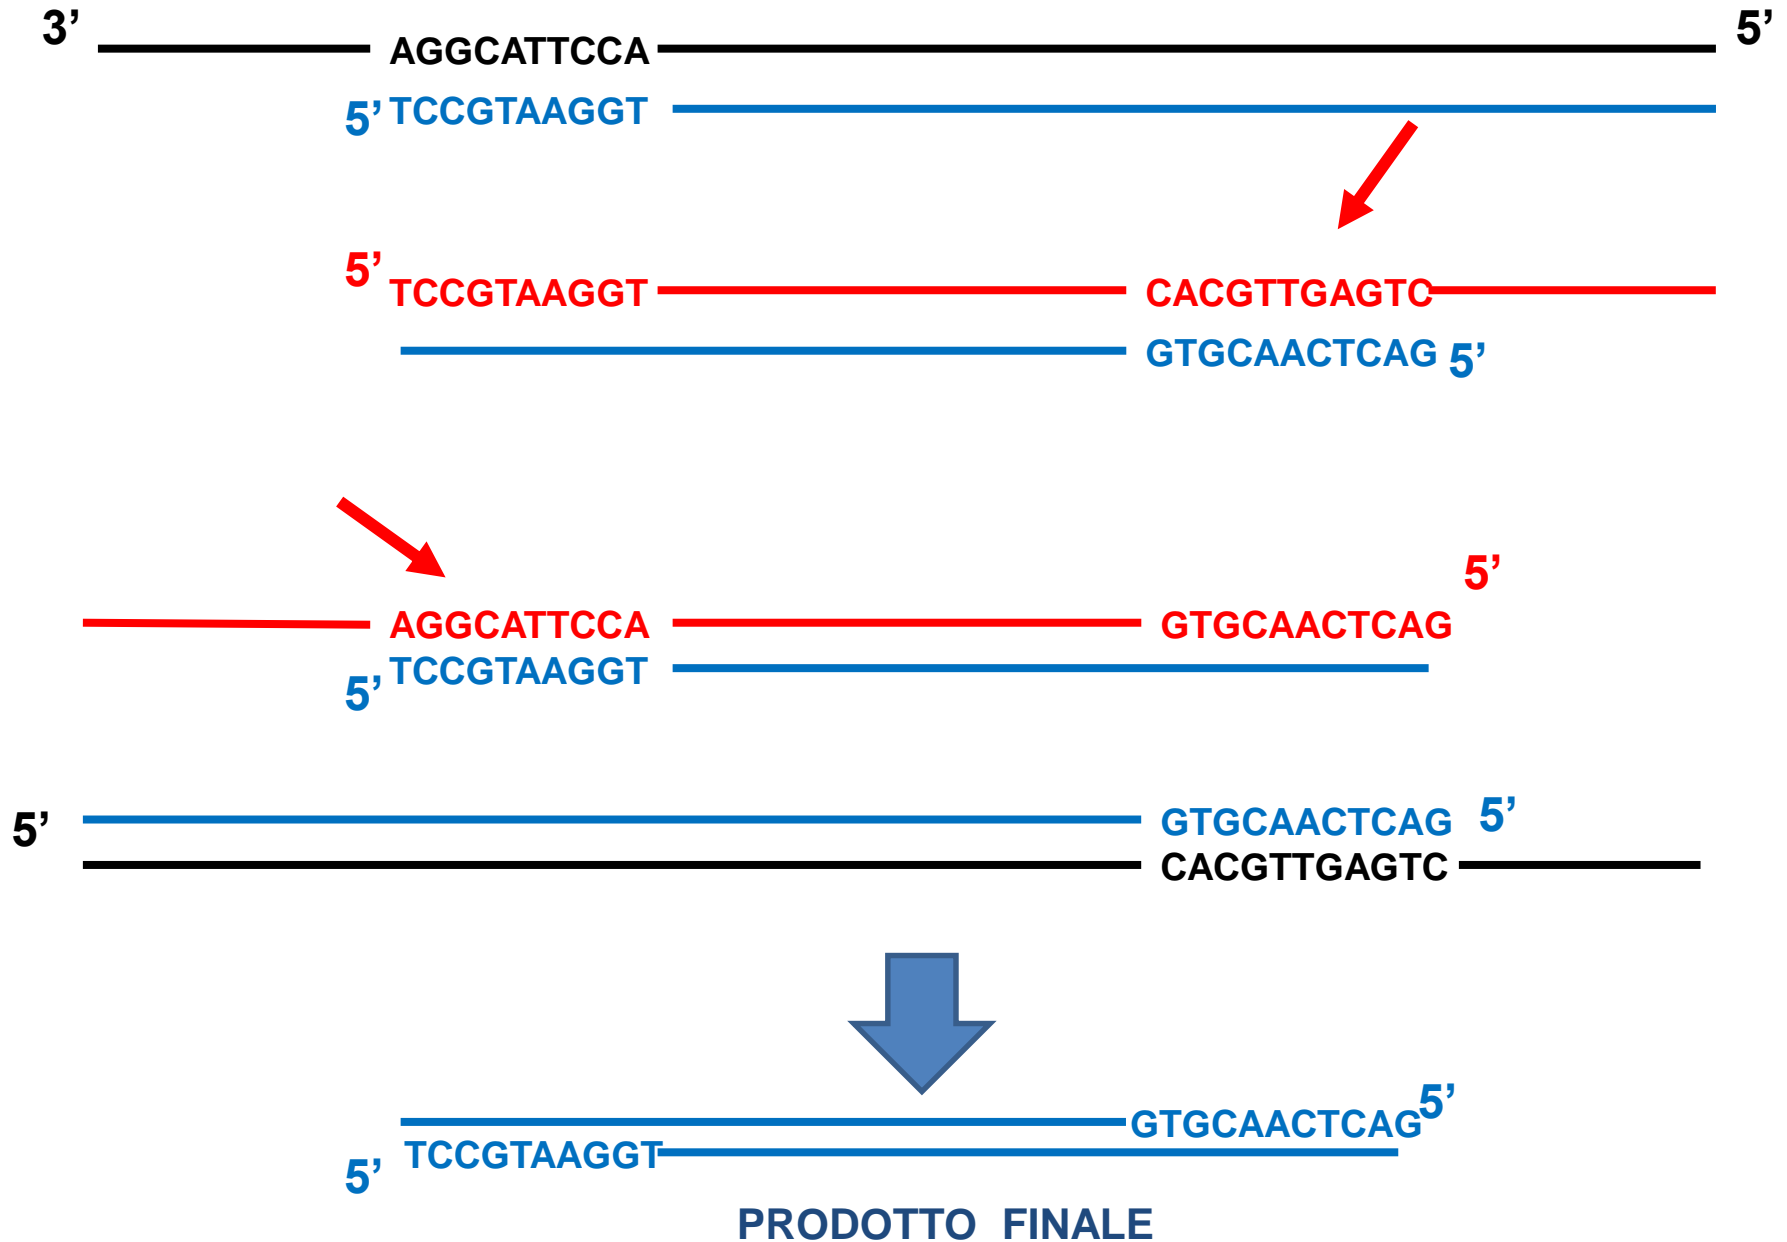 3’ AGGCATTCCA 5’
5’ TCCGTAAGGT
5’ TCCGTAAGGT CACGTTGAGTC
GTGCAACTCAG 5’
5’
AGGCATTCCA GTGCAACTCAG
5’ TCCGTAAGGT
5’ GTGCAACTCAG 5’
CACGTTGAGTC
GTGCAACTCAG 5’
5’ TCCGTAAGGT
PRODOTTO FINALE